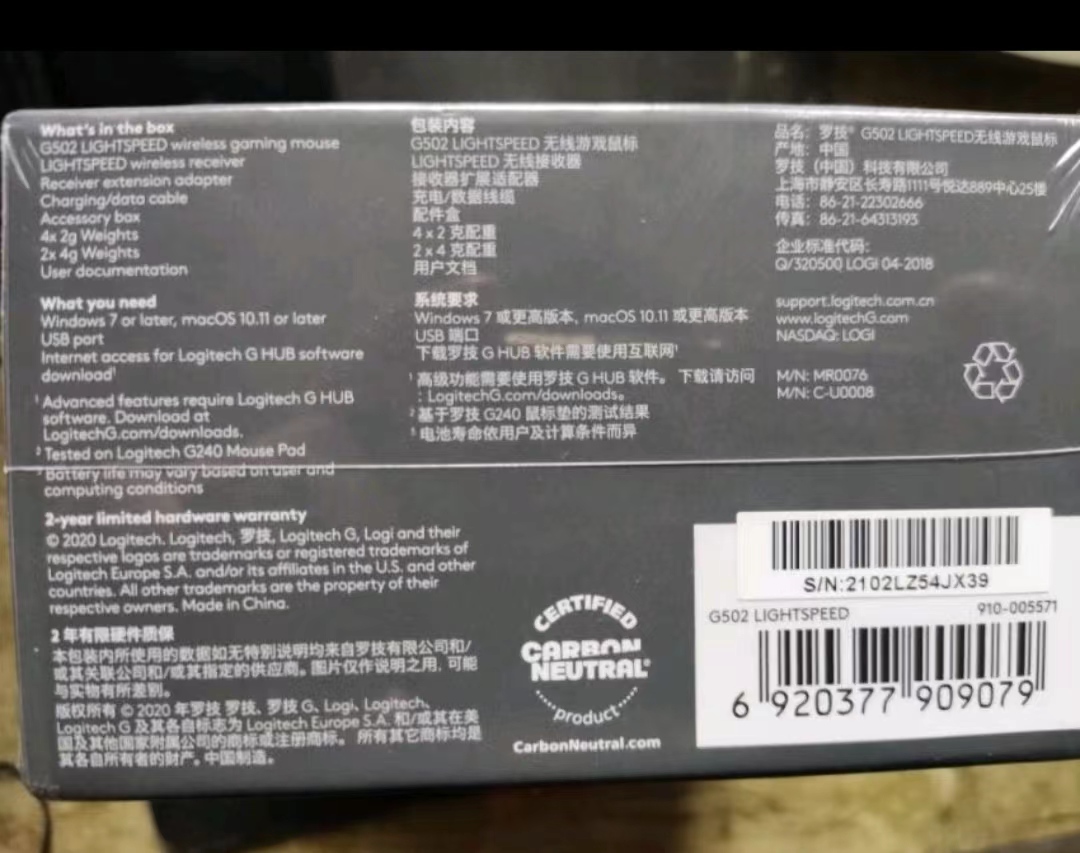 What's in the box
G502 LIGHTSPEED wireless gaming mouse
LIGHTSPEED wireless receiver
Receiver extension adapter
Charging/data cable
Accessory box
4x 2g Weights
2x 4g Weights
User documentation
What you need
Windows 7 or later, macOS 10.11 or later
USB port
Internet access for Logitech G HUB software
download¹
¹ Advanced features require Logitech G HUB
software. Download at
LogitechG.com/downloads.
² Tested on Logitech G240 Mouse Pad
³ Battery life may vary based on user and
computing conditions
2-year limited hardware warranty
© 2020 Logitech. Logitech, 罗技, Logitech G, Logi and their
respective logos are trademarks or registered trademarks of
Logitech Europe S.A. and/or its affiliates in the U.S. and other
countries. All other trademarks are the property of their
respective owners. Made in China.
2 年有限硬件质保
本包装内所使用的数据如无特别说明均来自罗技有限公司和/
或其关联公司和/或其指定的供应商。图片仅作说明之用, 可能
与实物有所差别。
版权所有 © 2020 年罗技 罗技、罗技 G、Logi、Logitech、
Logitech G 及其各自标志为 Logitech Europe S.A. 和/或其在美
国及其他国家附属公司的商标或注册商标。 所有其它商标均是
其各自所有者的财产。中国制造。
包装内容
G502 LIGHTSPEED 无线游戏鼠标
LIGHTSPEED 无线接收器
接收器扩展适配器
充电/数据线缆
配件盒
4 x 2 克配重
2 x 4 克配重
用户文档
系统要求
Windows 7 或更高版本、macOS 10.11 或更高版本
USB 端口
下载罗技 G HUB 软件需要使用互联网¹
¹ 高级功能需要使用罗技 G HUB 软件。 下载请访问
: LogitechG.com/downloads。
² 基于罗技 G240 鼠标垫的测试结果
³ 电池寿命依用户及计算条件而异
品名: 罗技® G502 LIGHTSPEED无线游戏鼠标
产地: 中国
罗技（中国）科技有限公司
上海市静安区长寿路1111号悦达889中心25楼
电话: 86-21-22302666
传真: 86-21-64313193
企业标准代码:
Q/320500 LOGI 04-2018
support.logitech.com.cn
www.logitechG.com
NASDAQ: LOGI
M/N: MR0076
M/N: C-U0008
CERTIFIED
CARBON
NEUTRAL®
product
CarbonNeutral.com
S/N:2102LZ54JX39
G502 LIGHTSPEED 910-005571
6 920377 909079